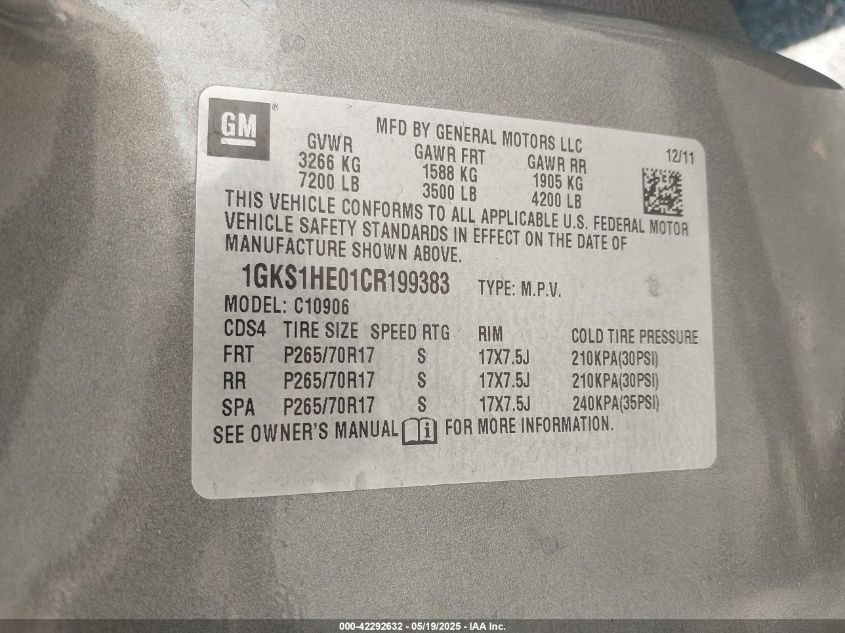 GM ®
MFD BY GENERAL MOTORS LLC
GVWR GAWR FRT GAWR RR 12/11
3266 KG 1588 KG 1905 KG
7200 LB 3500 LB 4200 LB
THIS VEHICLE CONFORMS TO ALL APPLICABLE U.S. FEDERAL MOTOR
VEHICLE SAFETY STANDARDS IN EFFECT ON THE DATE OF
MANUFACTURE SHOWN ABOVE.
1GKS1HE01CR199383 TYPE: M.P.V.
MODEL: C10906
CDS4 TIRE SIZE SPEED RTG RIM COLD TIRE PRESSURE
FRT P265/70R17 S 17X7.5J 210KPA(30PSI)
RR P265/70R17 S 17X7.5J 210KPA(30PSI)
SPA P265/70R17 S 17X7.5J 240KPA(35PSI)
SEE OWNER'S MANUAL i FOR MORE INFORMATION.
000-42292632 - 05/19/2025 - IAA Inc.